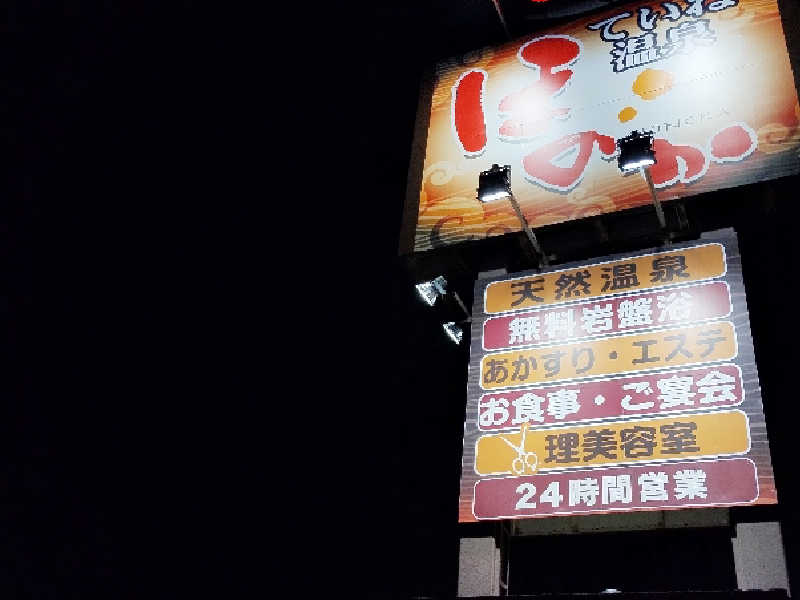 ていね
温泉
ほのか
天然温泉
無料岩盤浴
あかすり・エステ
お食事・ご宴会
理美容室
24時間営業